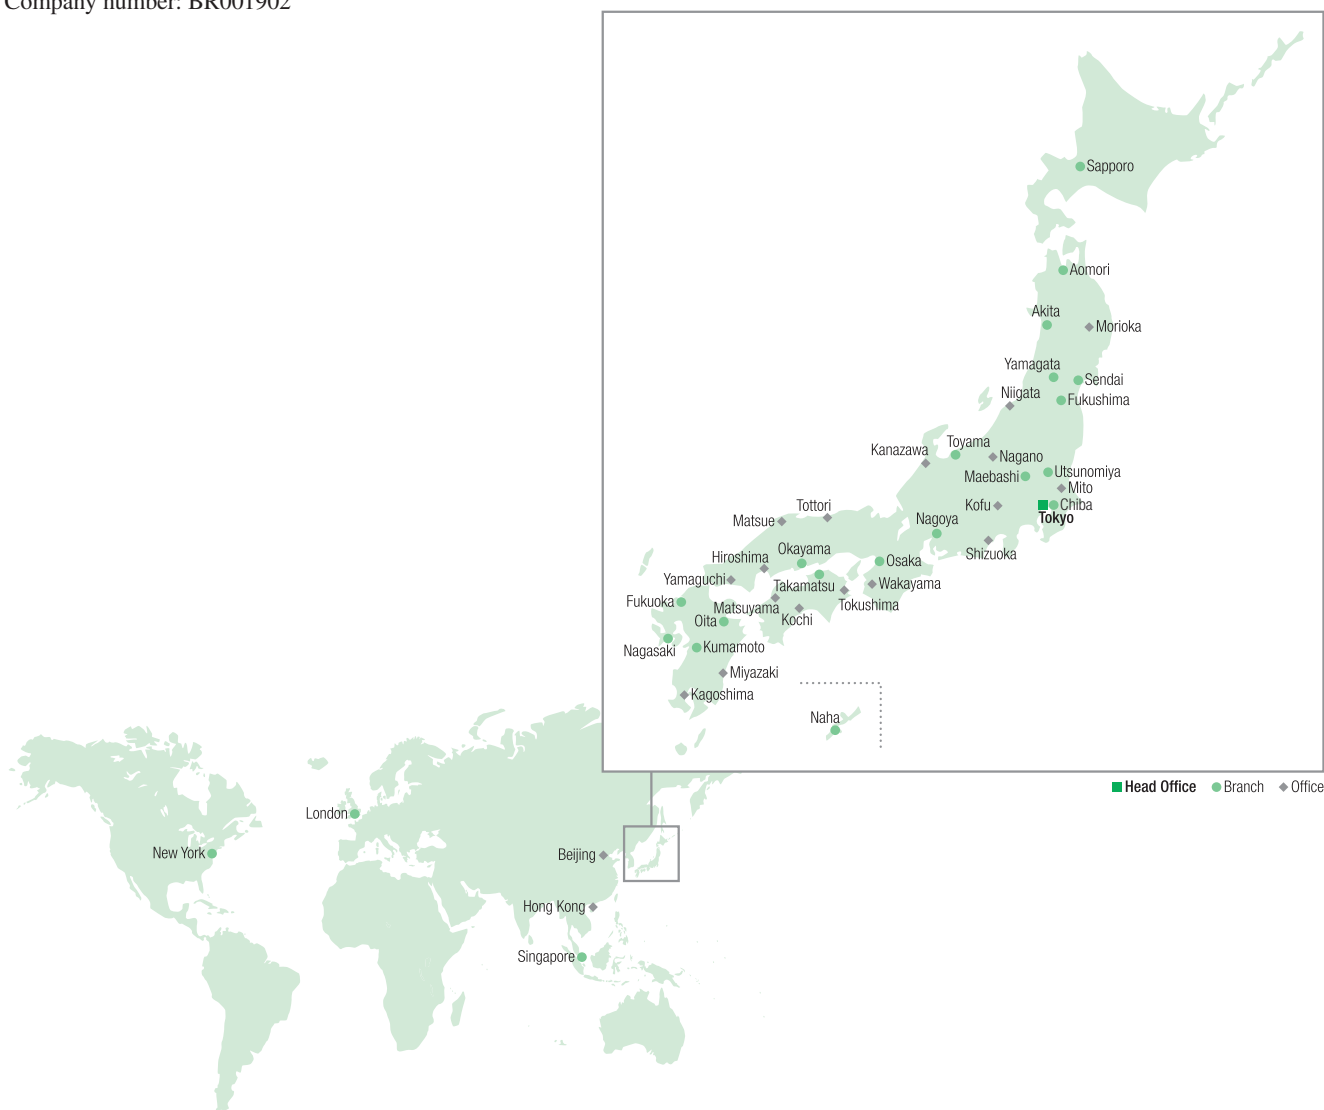 Company number: BR001902
Sapporo
Aomori
Akita
Morioka
Yamagata
Sendai
Niigata
Fukushima
Toyama
Kanazawa
Nagano
Utsunomiya
Maebashi
Mito
Tottori
Kofu
Chiba
Tokyo
Matsue
Nagoya
Okayama
Shizuoka
Hiroshima
Osaka
Yamaguchi
Takamatsu
Wakayama
Fukuoka
Matsuyama
Tokushima
Oita
Kochi
Nagasaki
Kumamoto
Miyazaki
Kagoshima
Naha
Head Office Branch Office
London
New York
Beijing
Hong Kong
Singapore